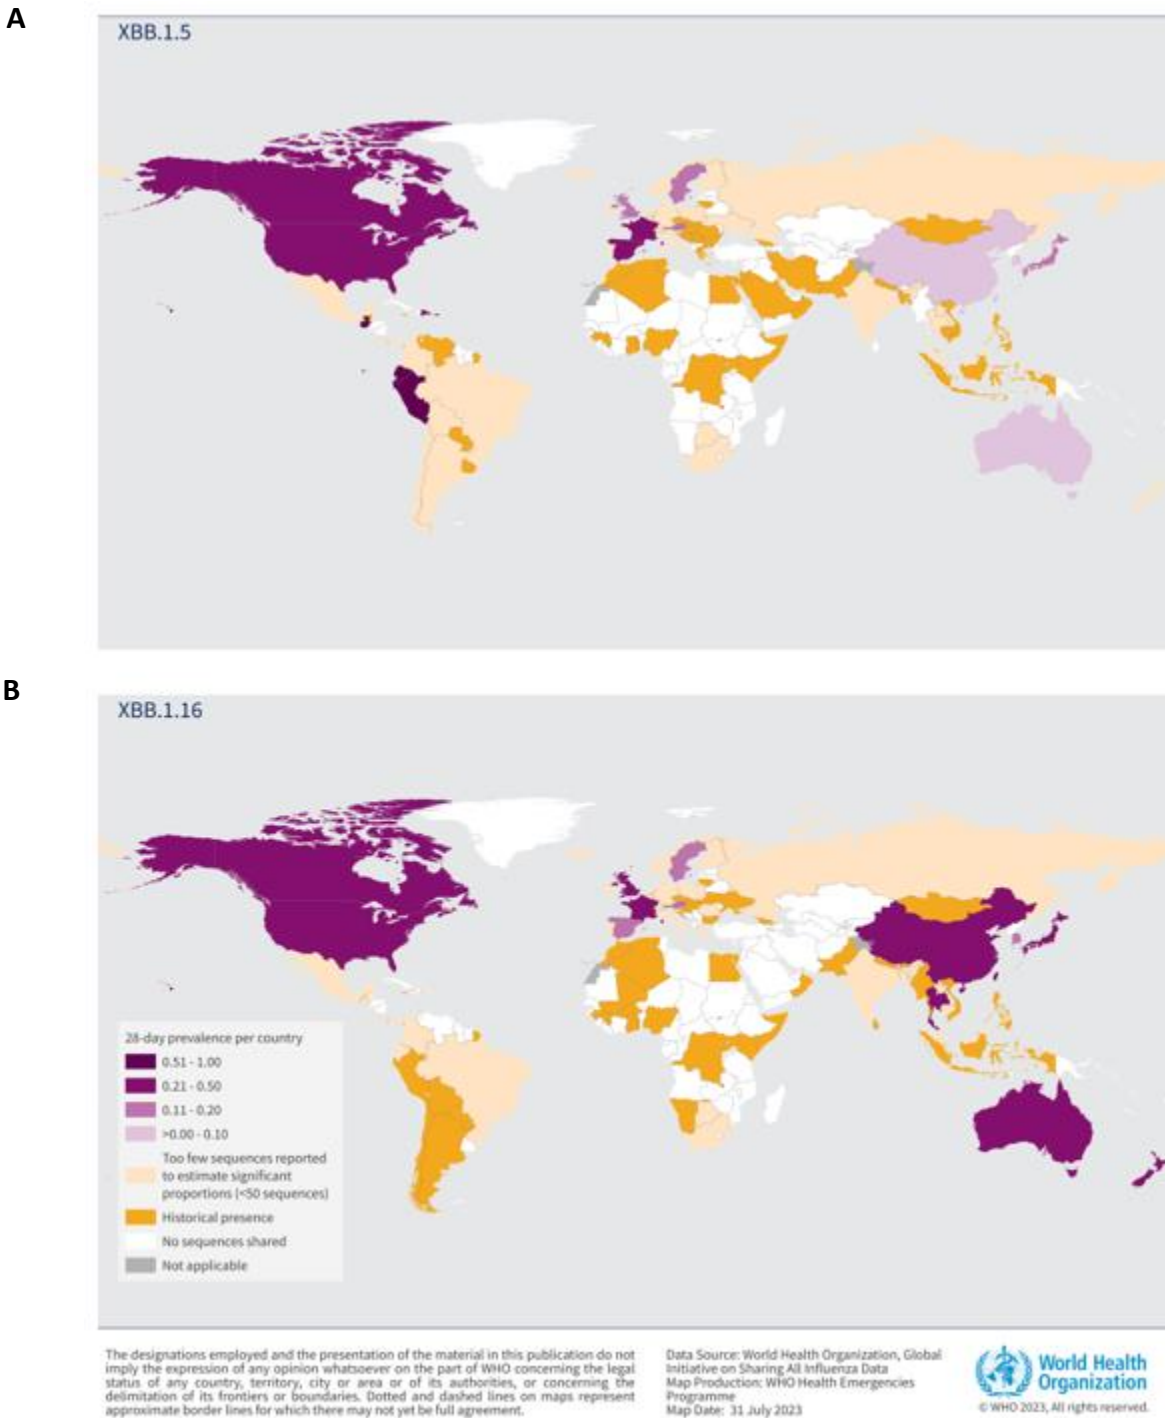 A
XBB.1.5
B
XBB.1.16
28-day prevalence per country
0.51 - 1.00
0.21 - 0.50
0.11 - 0.20
>0.00 - 0.10
Too few sequences reported
to estimate significant
proportions (<50 sequences)
Historical presence
No sequences shared
Not applicable
The designations employed and the presentation of the material in this publication do not
imply the expression of any opinion whatsoever on the part of WHO concerning the legal
status of any country, territory, city or area or of its authorities, or concerning the
delimitation of its frontiers or boundaries. Dotted and dashed lines on maps represent
approximate border lines for which there may not yet be full agreement.
Data Source: World Health Organization, Global
Initiative on Sharing All Influenza Data
Map Production: WHO Health Emergencies
Programme
Map Date: 31 July 2023
World Health
Organization
© WHO 2023, All rights reserved.